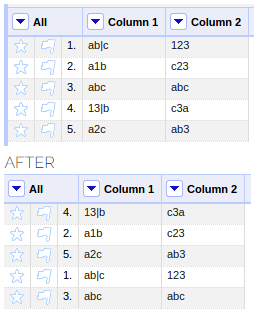 All Column 1 Column 2
1. ab|c 123
2. a1b c23
3. abc abc
4. 13|b c3a
5. a2c ab3
AFTER
All Column 1 Column 2
4. 13|b c3a
2. a1b c23
5. a2c ab3
1. ab|c 123
3. abc abc